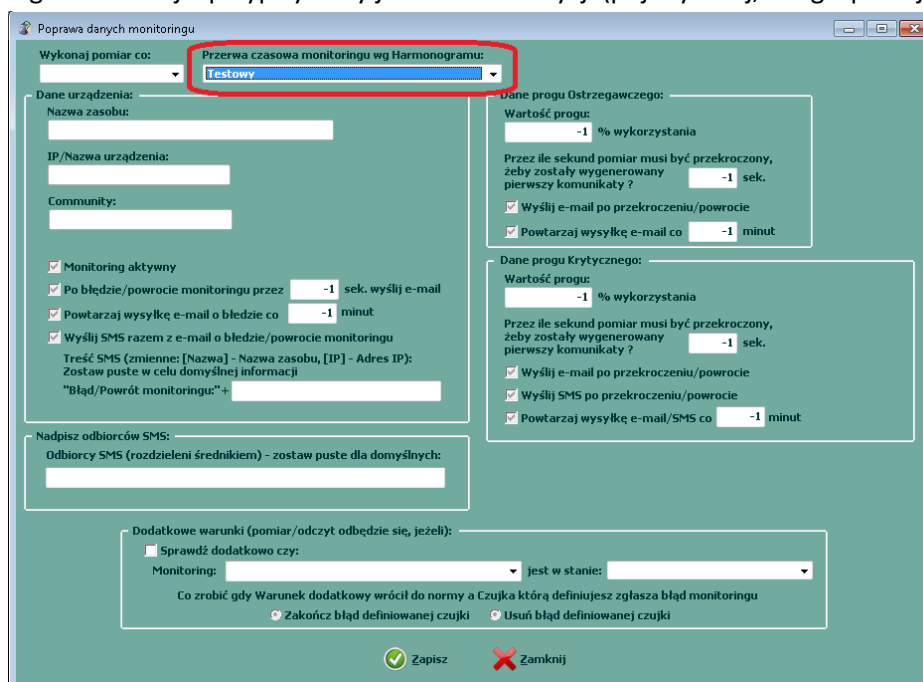 Poprawa danych monitoringu
Wykonaj pomiar co:
Przerwa czasowa monitoringu wg Harmonogramu:
Testowy
Dane urządzenia:
Nazwa zasobu:
IP/Nazwa urządzenia:
Community:
Monitoring aktywny
Po błędzie/powrocie monitoringu przez -1 sek. wyślij e-mail
Powtarzaj wysyłkę e-mail o błedzie co -1 minut
Wyślij SMS razem z e-mail o błedzie/powrocie monitoringu
Treść SMS (zmienne: [Nazwa] - Nazwa zasobu, [IP] - Adres IP):
Zostaw puste w celu domyślnej informacji
"Błąd/Powrót monitoringu:"+
Nadpisz odbiorców SMS:
Odbiorcy SMS (rozdzieleni średnikiem) - zostaw puste dla domyślnych:
Dane progu Ostrzegawczego:
Wartość progu:
-1 % wykorzystania
Przez ile sekund pomiar musi być przekroczony,
żeby zostały wygenerowany
pierwszy komunikaty ? -1 sek.
Wyślij e-mail po przekroczeniu/powrocie
Powtarzaj wysyłkę e-mail co -1 minut
Dane progu Krytycznego:
Wartość progu:
-1 % wykorzystania
Przez ile sekund pomiar musi być przekroczony,
żeby zostały wygenerowany
pierwszy komunikaty ? -1 sek.
Wyślij e-mail po przekroczeniu/powrocie
Wyślij SMS po przekroczeniu/powrocie
Powtarzaj wysyłkę e-mail/SMS co -1 minut
Dodatkowe warunki (pomiar/odczyt odbędzie się, jeżeli):
Sprawdź dodatkowo czy:
Monitoring: jest w stanie:
Co zrobić gdy Warunek dodatkowy wrócił do normy a Czujka którą definiujesz zgłasza błąd monitoringu
Zakończ błąd definiowanej czujki Usuń błąd definiowanej czujki
Zapisz Zamknij